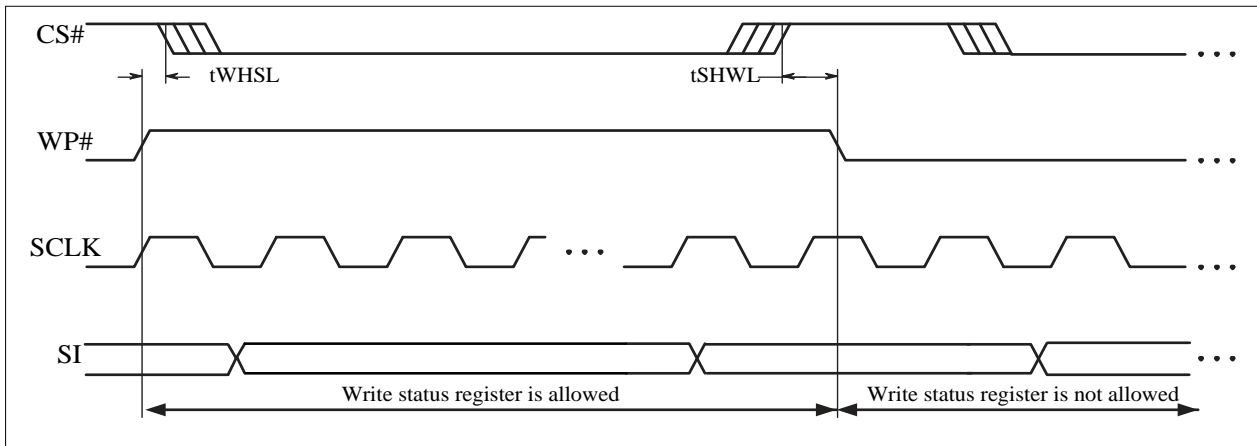 CS#
tWHSL
tSHWL
WP#
SCLK
SI
Write status register is allowed
Write status register is not allowed